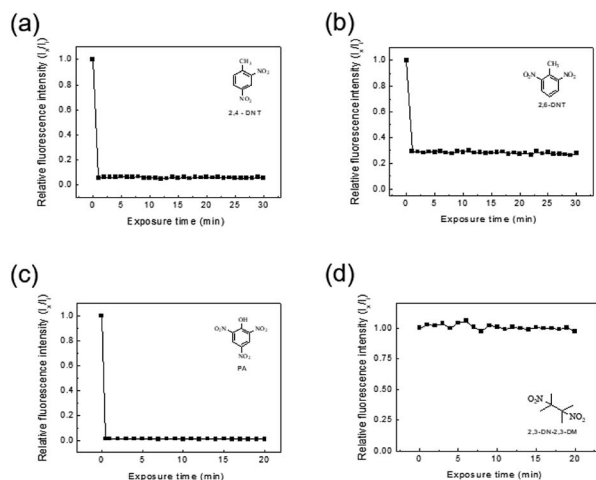 (a)
Relative fluorescence intensity (Iₓ/Iᵢ)
1.0
0.8
0.6
0.4
0.2
0.0
0 5 10 15 20 25 30
Exposure time (min)
CH₃
NO₂
NO₂
2,4 - DNT
(b)
Relative fluorescence intensity (Iₓ/Iᵢ)
1.0
0.8
0.6
0.4
0.2
0.0
0 5 10 15 20 25 30
Exposure time (min)
CH₃
O₂N NO₂
2,6-DNT
(c)
Relative fluorescence intensity (Iₓ/Iᵢ)
1.0
0.8
0.6
0.4
0.2
0.0
0 5 10 15 20
Exposure time (min)
OH
O₂N NO₂
NO₂
PA
(d)
Relative fluorescence intensity (Iₓ/Iᵢ)
1.00
0.75
0.50
0.25
0.00
0 5 10 15 20
Exposure time (min)
O₂N
NO₂
2,3-DN-2,3-DM